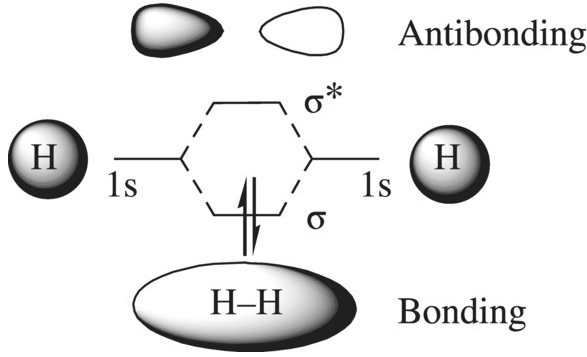 Antibonding
σ*
H
H
1s
1s
σ
H–H
Bonding